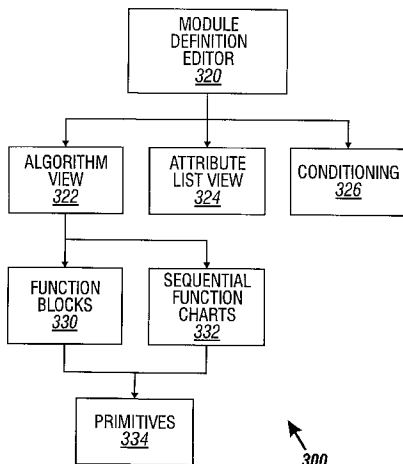 MODULE
DEFINITION
EDITOR
320
ALGORITHM
VIEW
322
ATTRIBUTE
LIST VIEW
324
CONDITIONING
326
FUNCTION
BLOCKS
330
SEQUENTIAL
FUNCTION
CHARTS
332
PRIMITIVES
334
300